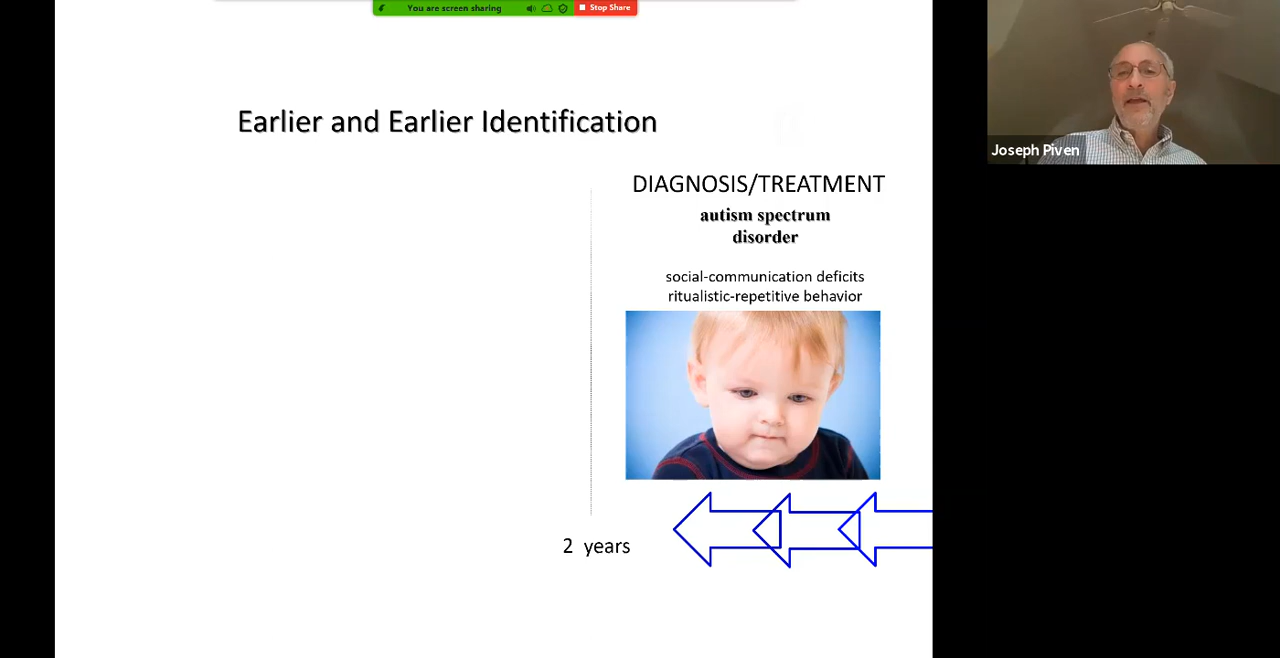 You are screen sharing
Stop Share
Earlier and Earlier Identification
DIAGNOSIS/TREATMENT
autism spectrum
disorder
social-communication deficits
ritualistic-repetitive behavior
2 years
Joseph Piven